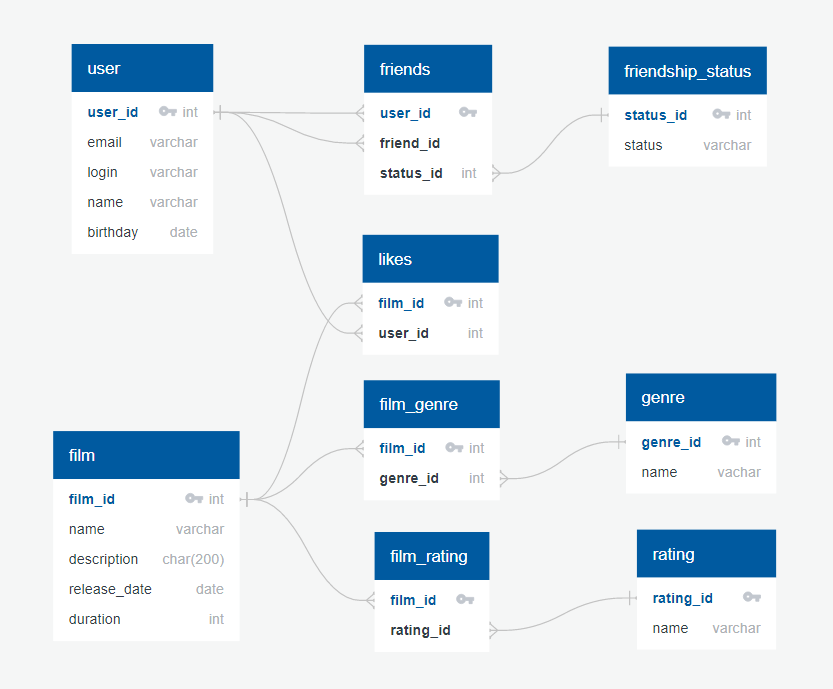 user
user_id int
email varchar
login varchar
name varchar
birthday date
friends
user_id
friend_id
status_id int
friendship_status
status_id int
status varchar
likes
film_id int
user_id int
film_genre
film_id int
genre_id int
genre
genre_id int
name vachar
film
film_id int
name varchar
description char(200)
release_date date
duration int
film_rating
film_id
rating_id
rating
rating_id
name varchar